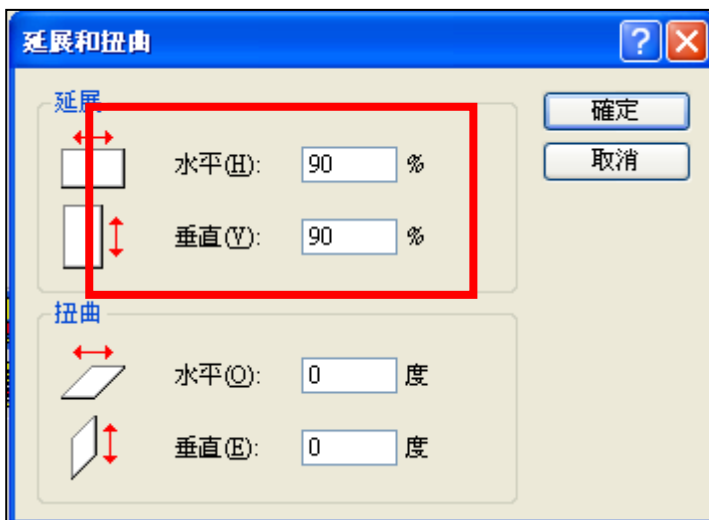 延展和扭曲
延展
水平(H): 90 %
垂直(V): 90 %
扭曲
水平(O): 0 度
垂直(E): 0 度
確定
取消